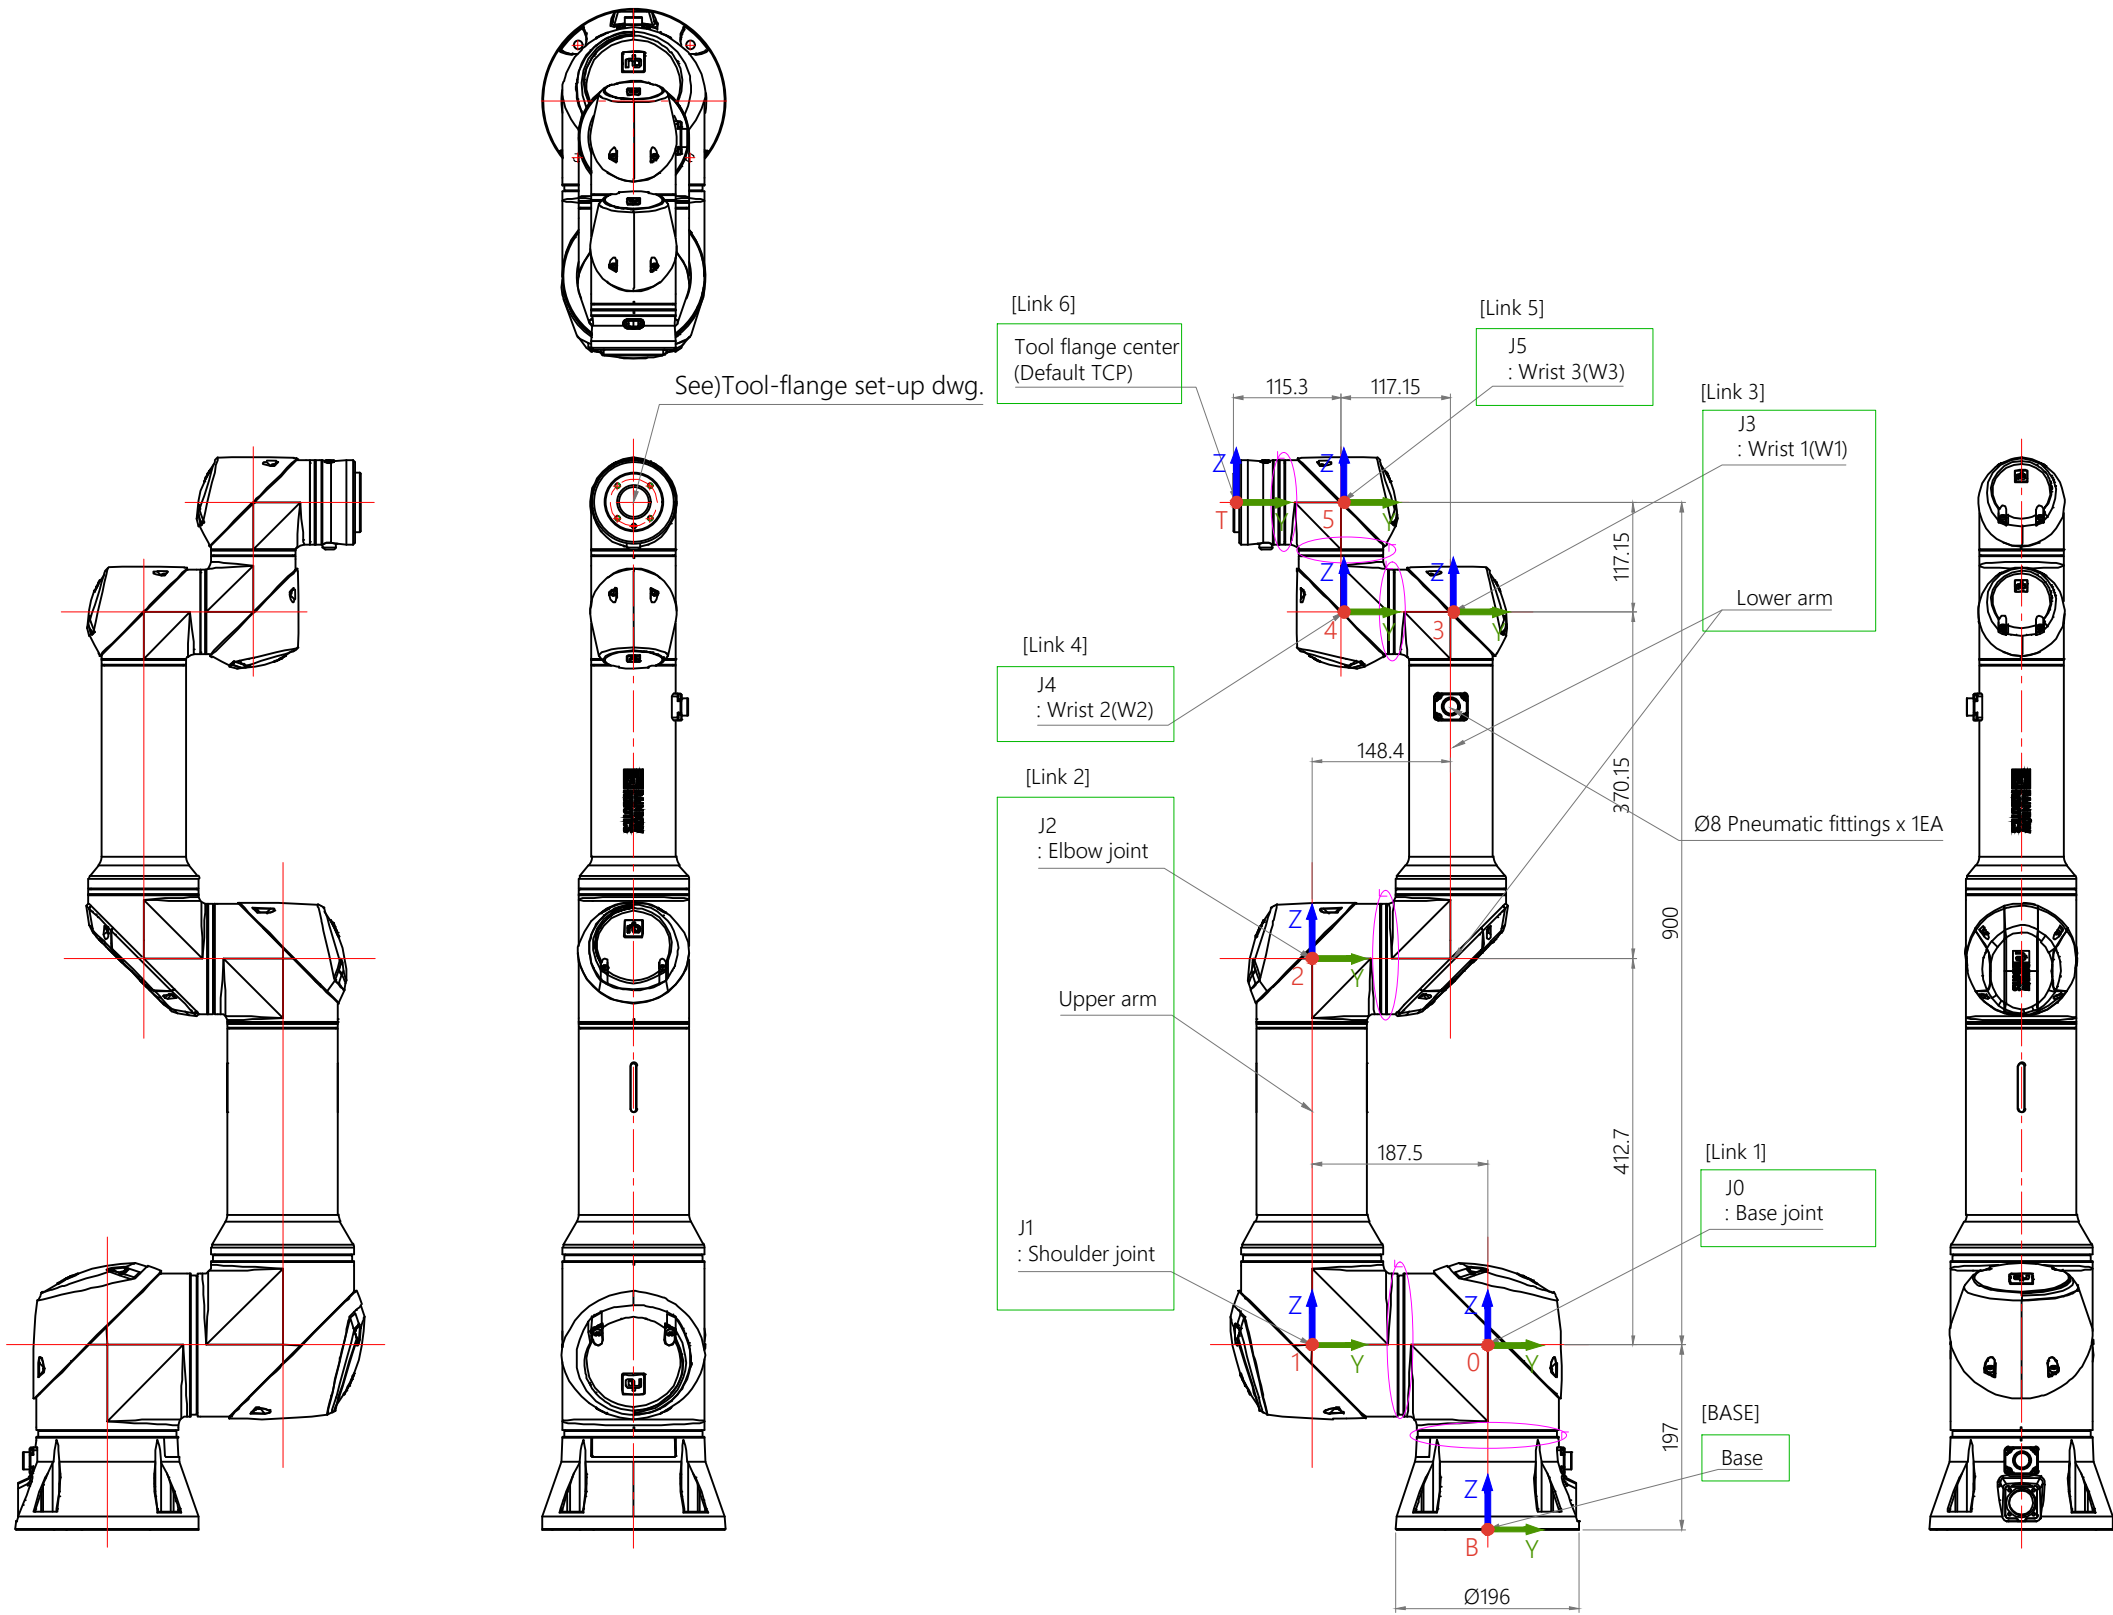 [Link 6]
Tool flange center
(Default TCP)
See)Tool-flange set-up dwg.
[Link 5]
J5
: Wrist 3(W3)
115.3
117.15
[Link 3]
J3
: Wrist 1(W1)
Lower arm
Z
Z
T
Y
5
Y
117.15
Z
Z
4
Y
3
Y
[Link 4]
J4
: Wrist 2(W2)
148.4
370.15
[Link 2]
J2
: Elbow joint
Ø8 Pneumatic fittings x 1EA
900
Z
2
Y
Upper arm
412.7
187.5
[Link 1]
J0
: Base joint
J1
: Shoulder joint
Z
Z
1
Y
0
Y
197
[BASE]
Base
Z
B
Y
Ø196
rb
rb
rb